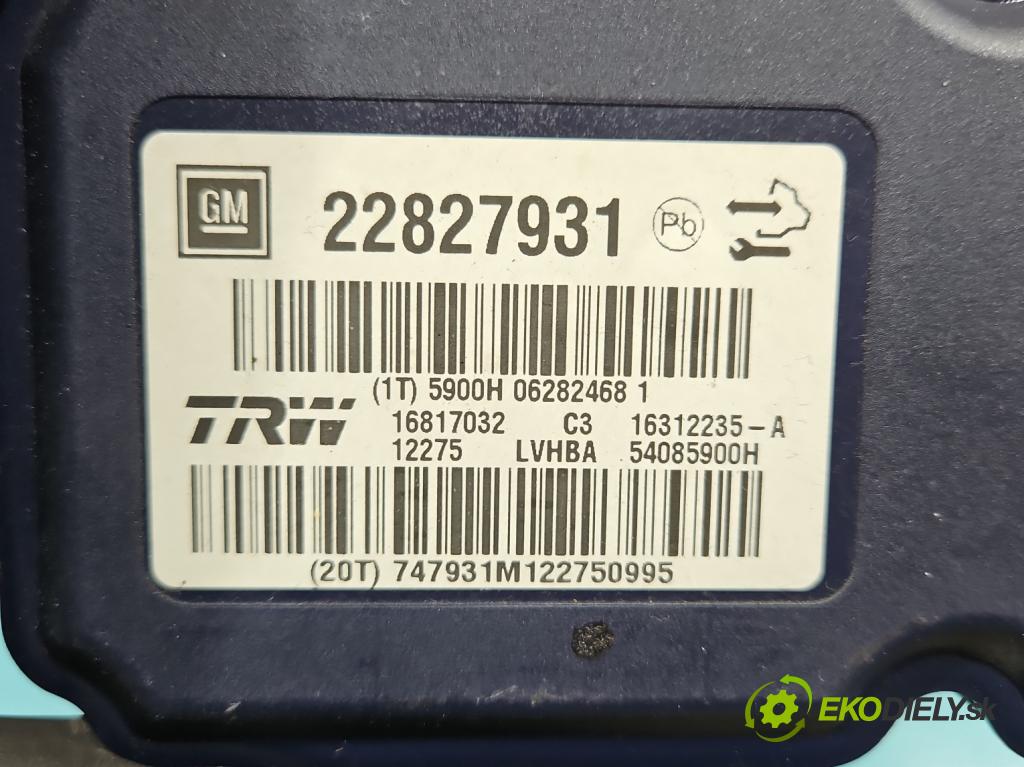 GM 22827931 Pb
(1T) 5900H 06282468 1
TRW 16817032 C3 16312235-A
12275 LVHBA 54085900H
(20T) 747931M122750995
EKODIELY.sk